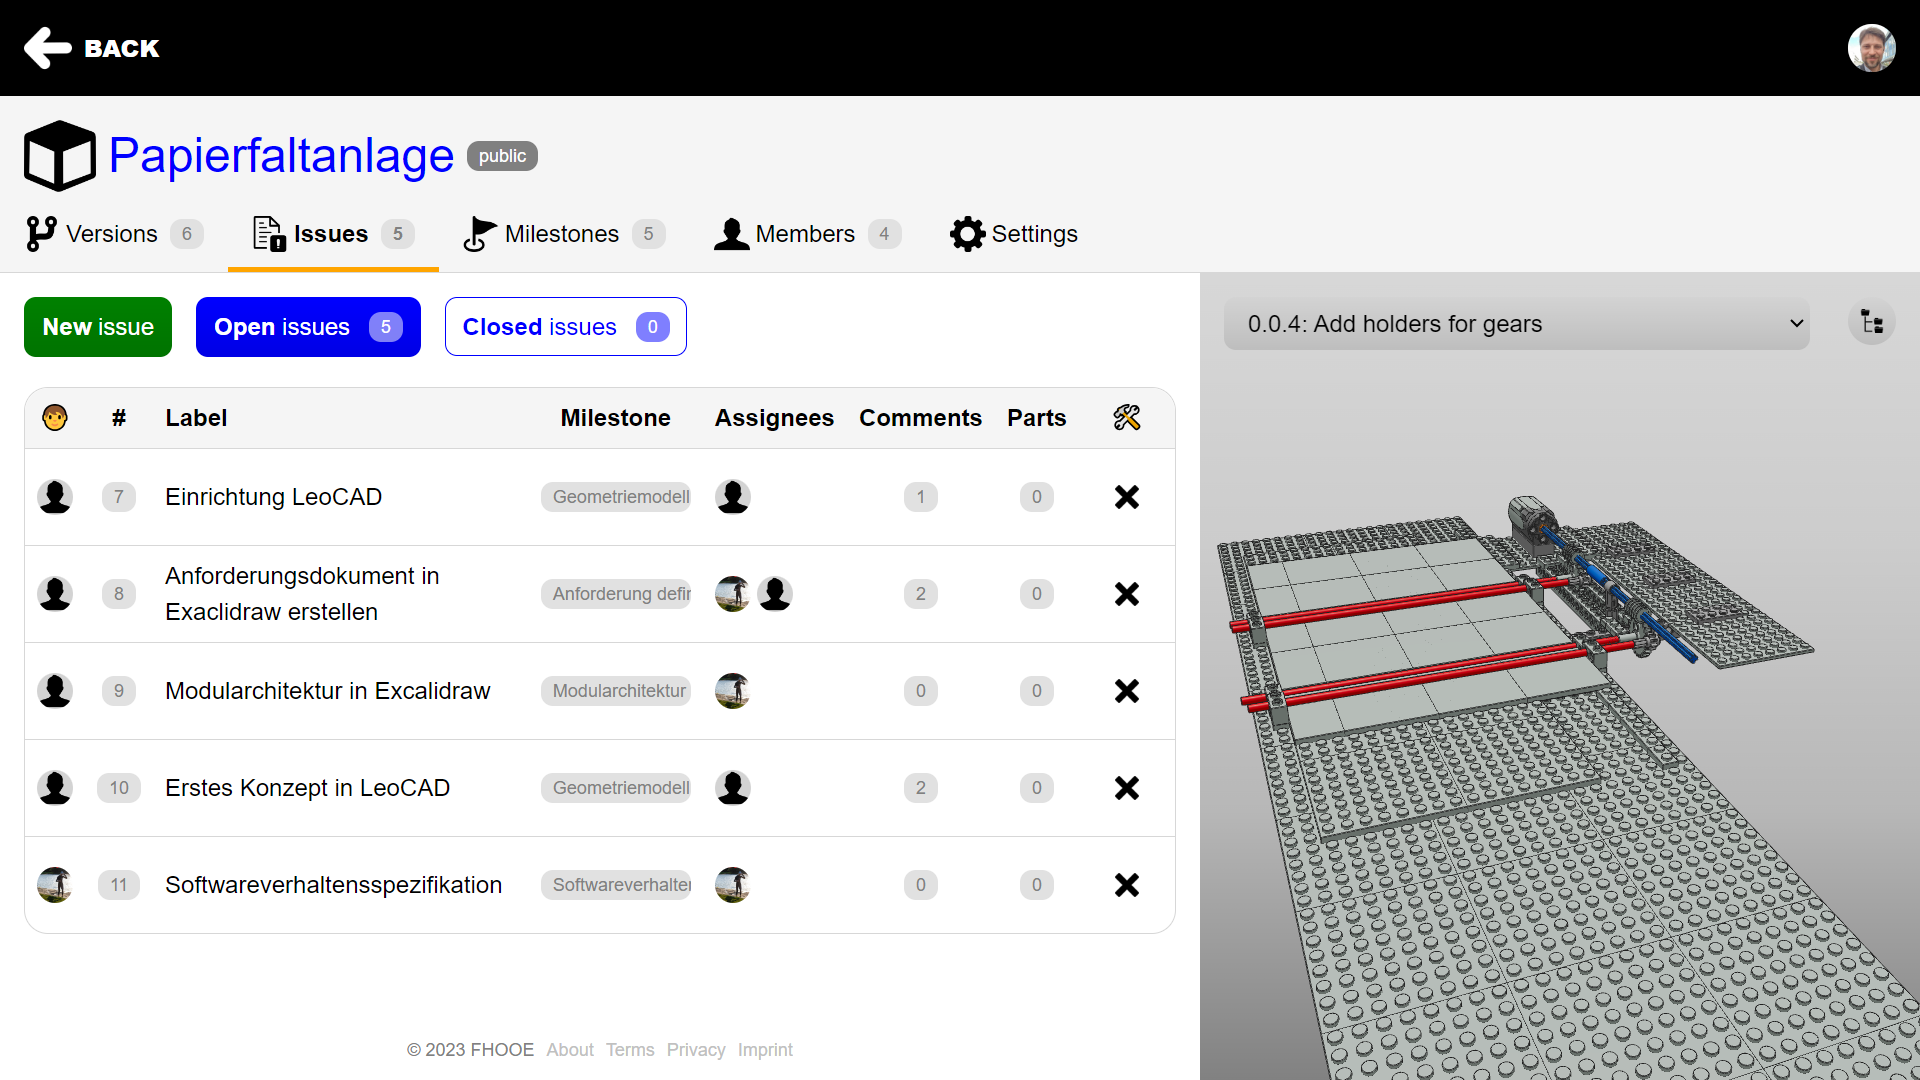 BACK
Papierfaltanlage public
Versions 6 Issues 5 Milestones 5 Members 4 Settings
New issue Open issues 5 Closed issues 0
0.0.4: Add holders for gears
# Label Milestone Assignees Comments Parts
7 Einrichtung LeoCAD Geometriemodell 1 0
8 Anforderungsdokument in Exaclidraw erstellen Anforderung defin 2 0
9 Modularchitektur in Excalidraw Modularchitektur 0 0
10 Erstes Konzept in LeoCAD Geometriemodell 2 0
11 Softwareverhaltensspezifikation Softwareverhalten 0 0
© 2023 FHOOE About Terms Privacy Imprint